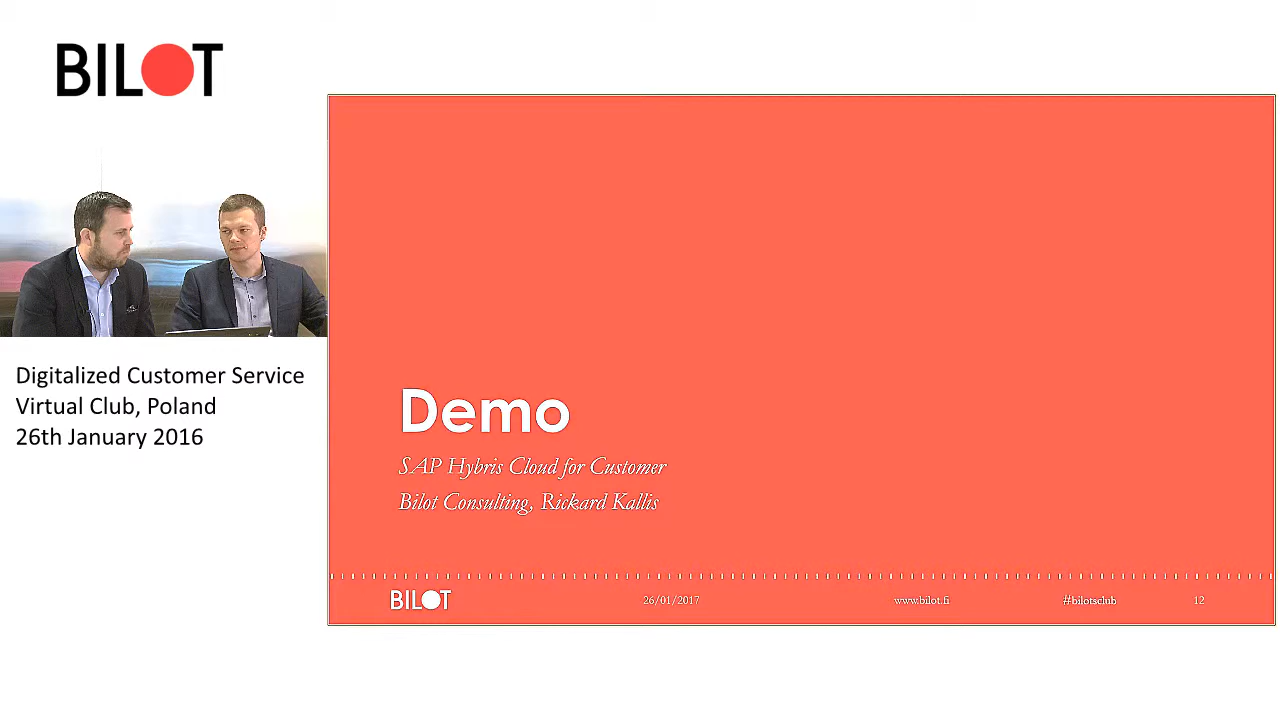 BILOT
Digitalized Customer Service
Virtual Club, Poland
26th January 2016
Demo
SAP Hybris Cloud for Customer
Bilot Consulting, Rickard Kallis
BILOT 26/01/2017 www.bilot.fi #bilotsclub 12